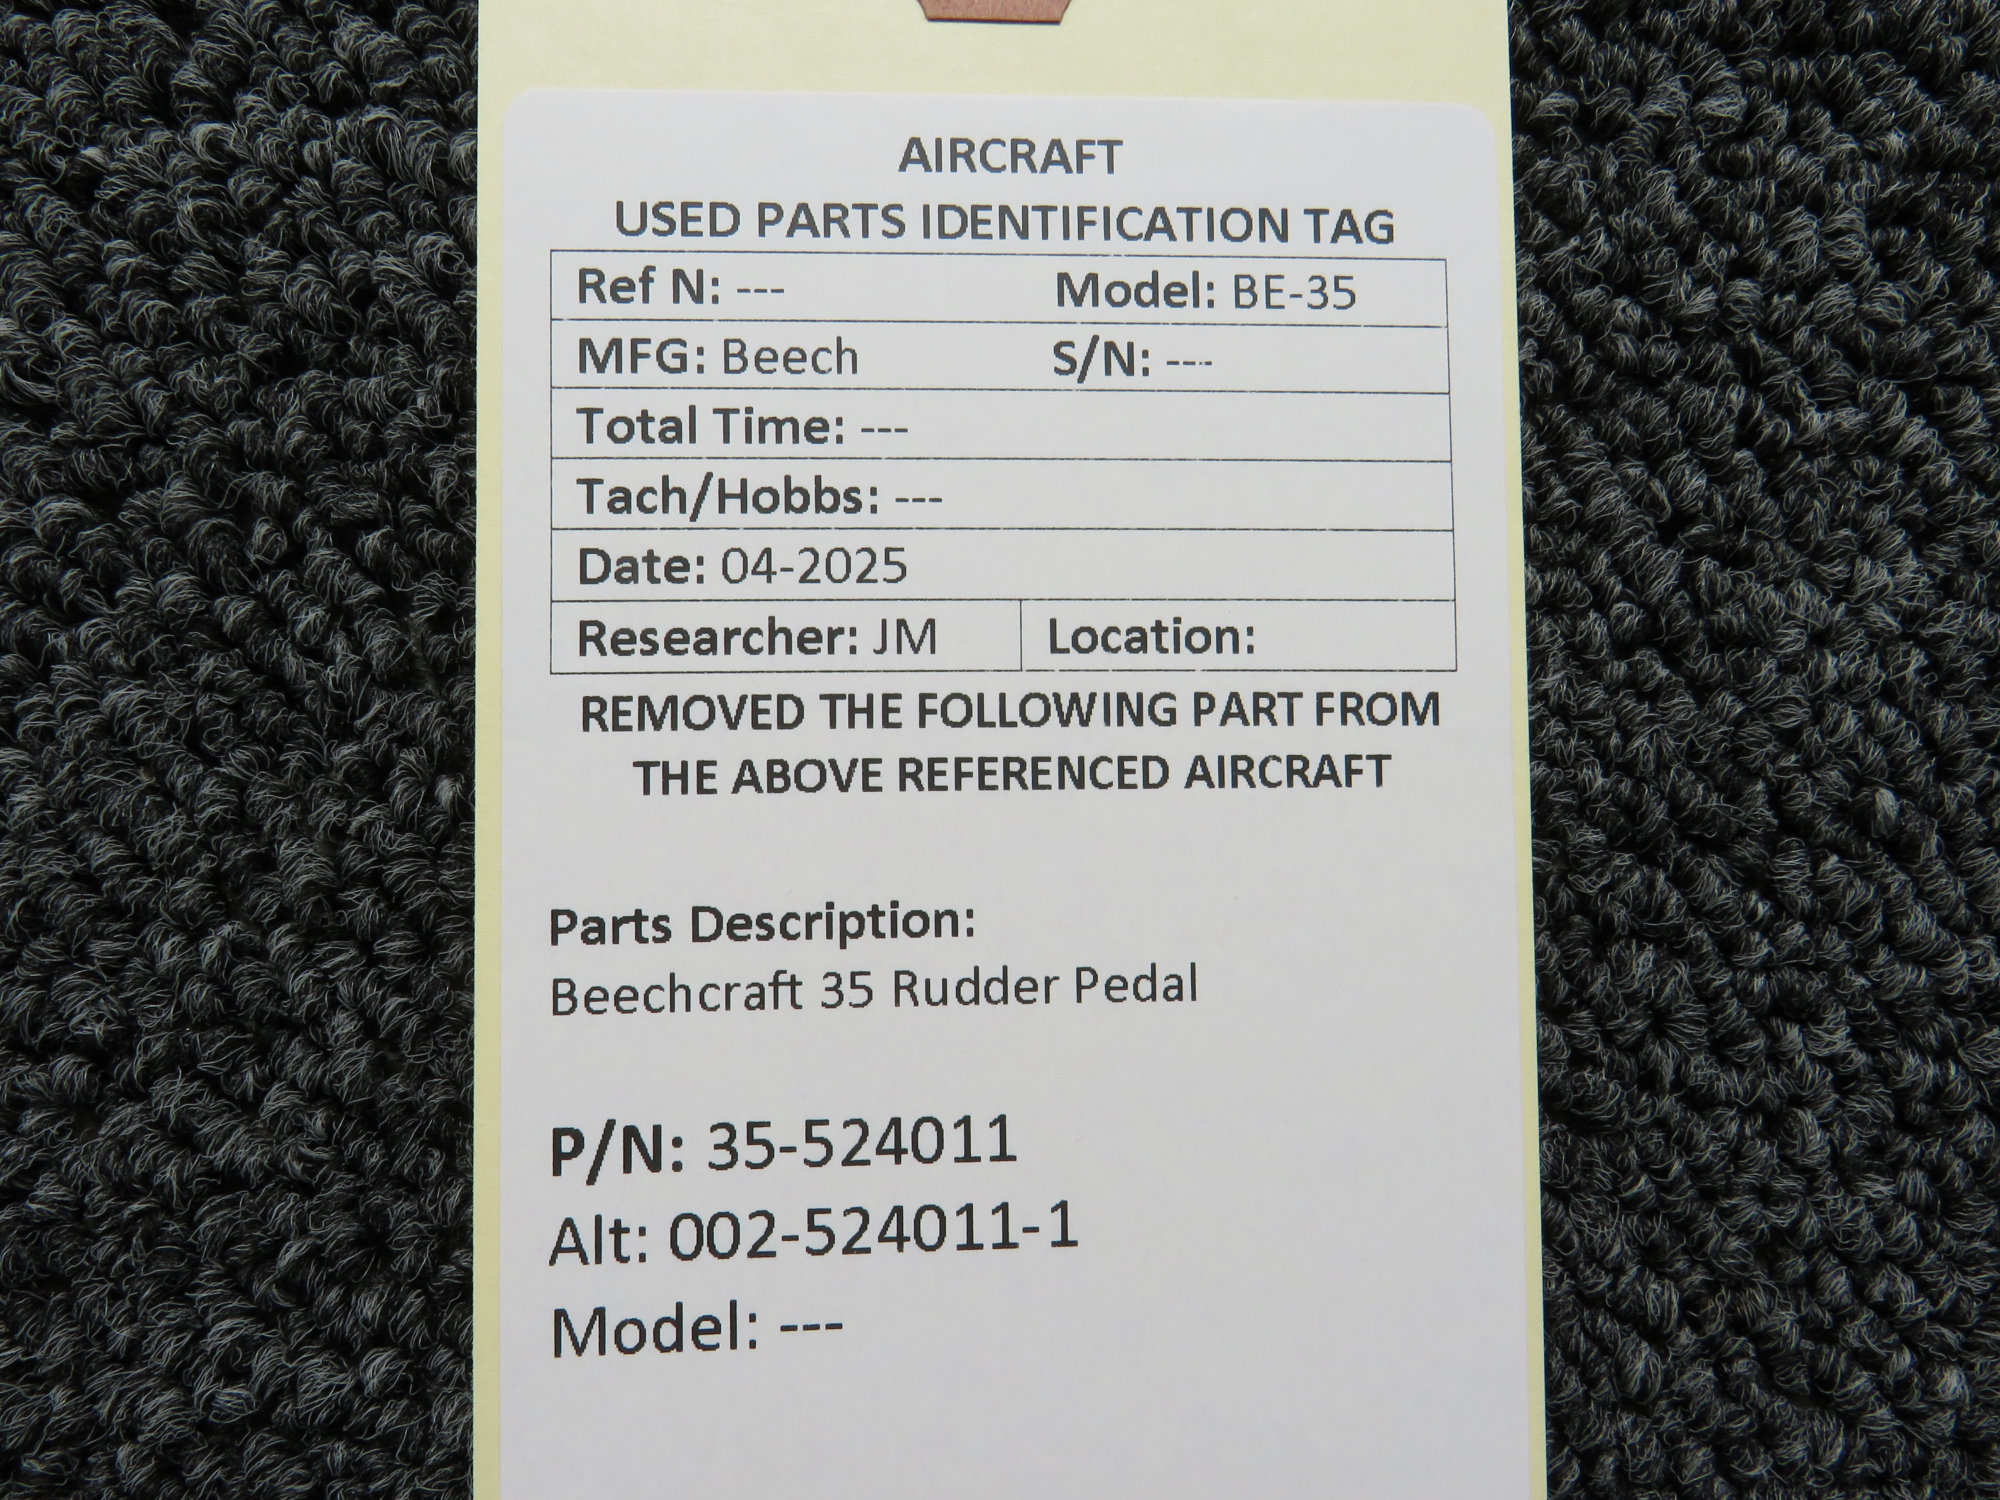 AIRCRAFT
USED PARTS IDENTIFICATION TAG
Ref N: --- Model: BE-35
MFG: Beech S/N: ---
Total Time: ---
Tach/Hobbs: ---
Date: 04-2025
Researcher: JM Location:
REMOVED THE FOLLOWING PART FROM
THE ABOVE REFERENCED AIRCRAFT
Parts Description:
Beechcraft 35 Rudder Pedal
P/N: 35-524011
Alt: 002-524011-1
Model: ---